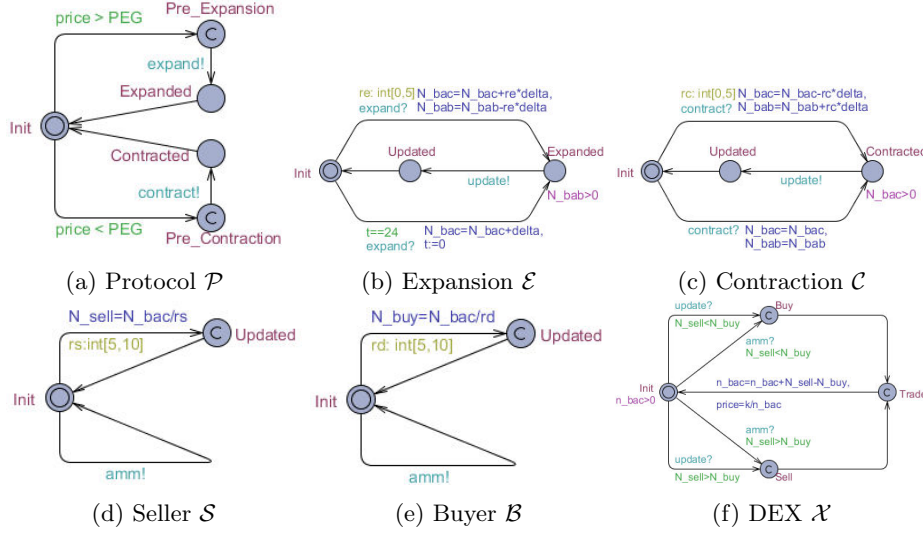 Pre_Expansion
price > PEG
C
expand!
Expanded
Init
Contracted
contract!
C
price < PEG
Pre_Contraction
(a) Protocol P
re: int[0,5] N_bac=N_bac+re*delta,
expand? N_bab=N_bab-re*delta
Updated
Expanded
Init
update!
N_bab>0
t==24 N_bac=N_bac+delta,
expand? t:=0
(b) Expansion E
rc: int[0,5] N_bac=N_bac-rc*delta,
contract? N_bab=N_bab+rc*delta
Updated
Contracted
Init
update!
N_bac>0
contract? N_bac=N_bac,
N_bab=N_bab
(c) Contraction C
N_sell=N_bac/rs
C
Updated
rs:int[5,10]
Init
amm!
(d) Seller S
N_buy=N_bac/rd
C
Updated
rd: int[5,10]
Init
amm!
(e) Buyer B
update?
Buy
C
N_sell<N_buy
amm?
N_sell<N_buy
Init
n_bac>0
n_bac=n_bac+N_sell-N_buy,
C
Trade
price=k/n_bac
amm?
N_sell>N_buy
update?
C
N_sell>N_buy
Sell
(f) DEX X